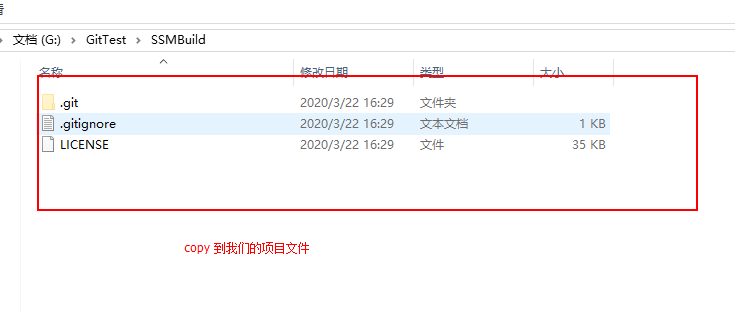 文档 (G:) › GitTest › SSMBuild
名称 修改日期 类型 大小
.git 2020/3/22 16:29 文件夹
.gitignore 2020/3/22 16:29 文本文档 1 KB
LICENSE 2020/3/22 16:29 文件 35 KB
copy 到我们的项目文件